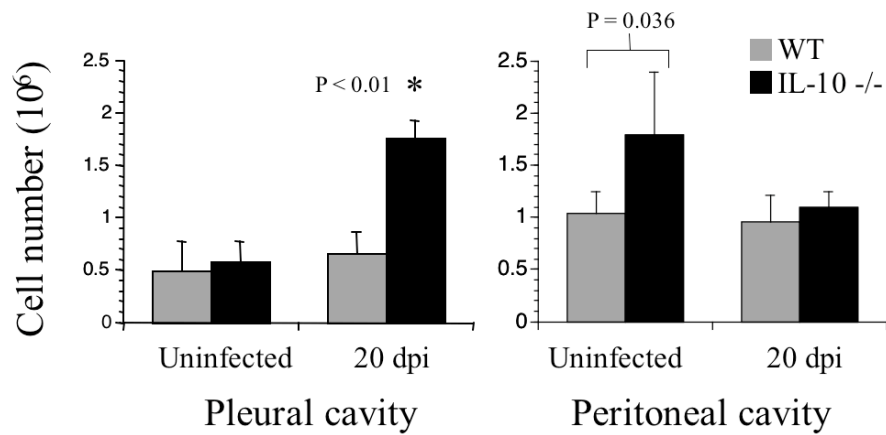 P = 0.036
WT
IL-10 -/-
Cell number (10⁶)
2.5
2
1.5
1
0.5
0
P < 0.01 *
Uninfected 20 dpi
Pleural cavity
2.5
2
1.5
1
0.5
0
Uninfected 20 dpi
Peritoneal cavity